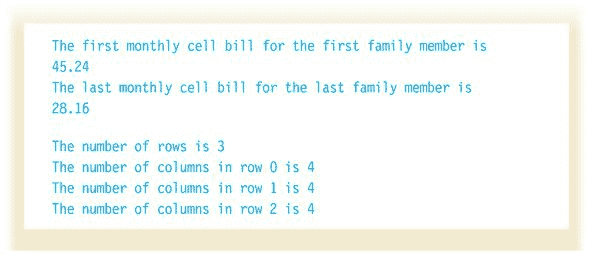 The first monthly cell bill for the first family member is
45.24
The last monthly cell bill for the last family member is
28.16
The number of rows is 3
The number of columns in row 0 is 4
The number of columns in row 1 is 4
The number of columns in row 2 is 4